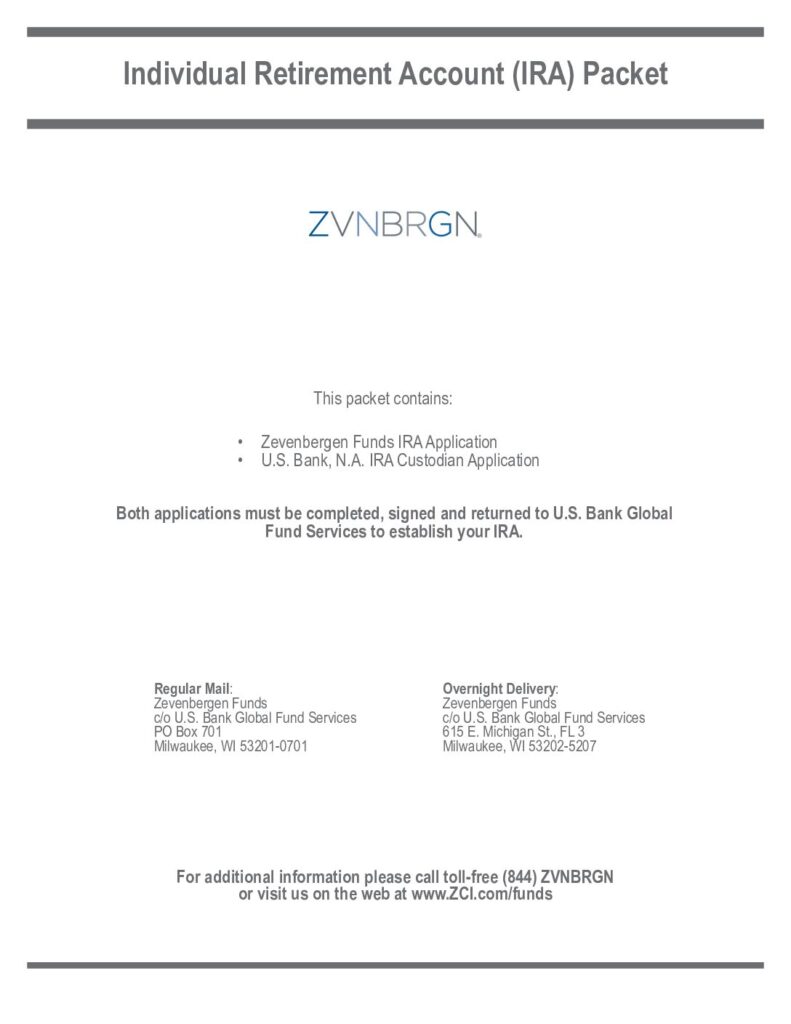 Individual Retirement Account (IRA) Packet
ZVNBRGN®
This packet contains:
• Zevenbergen Funds IRA Application
• U.S. Bank, N.A. IRA Custodian Application
Both applications must be completed, signed and returned to U.S. Bank Global
Fund Services to establish your IRA.
Regular Mail:
Zevenbergen Funds
c/o U.S. Bank Global Fund Services
PO Box 701
Milwaukee, WI 53201-0701
Overnight Delivery:
Zevenbergen Funds
c/o U.S. Bank Global Fund Services
615 E. Michigan St., FL 3
Milwaukee, WI 53202-5207
For additional information please call toll-free (844) ZVNBRGN
or visit us on the web at www.ZCI.com/funds